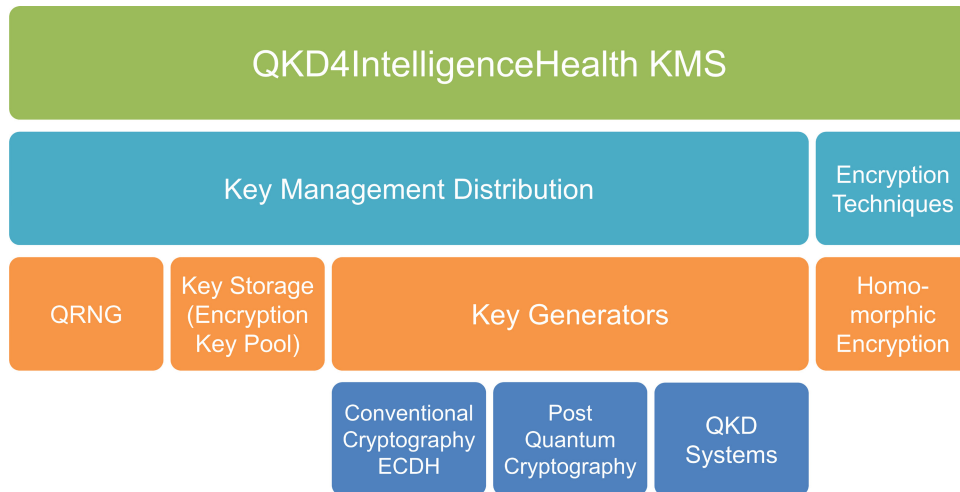 QKD4IntelligenceHealth KMS
Key Management Distribution
Encryption
Techniques
QRNG
Key Storage
(Encryption
Key Pool)
Key Generators
Homo-
morphic
Encryption
Conventional
Cryptography
ECDH
Post
Quantum
Cryptography
QKD
Systems